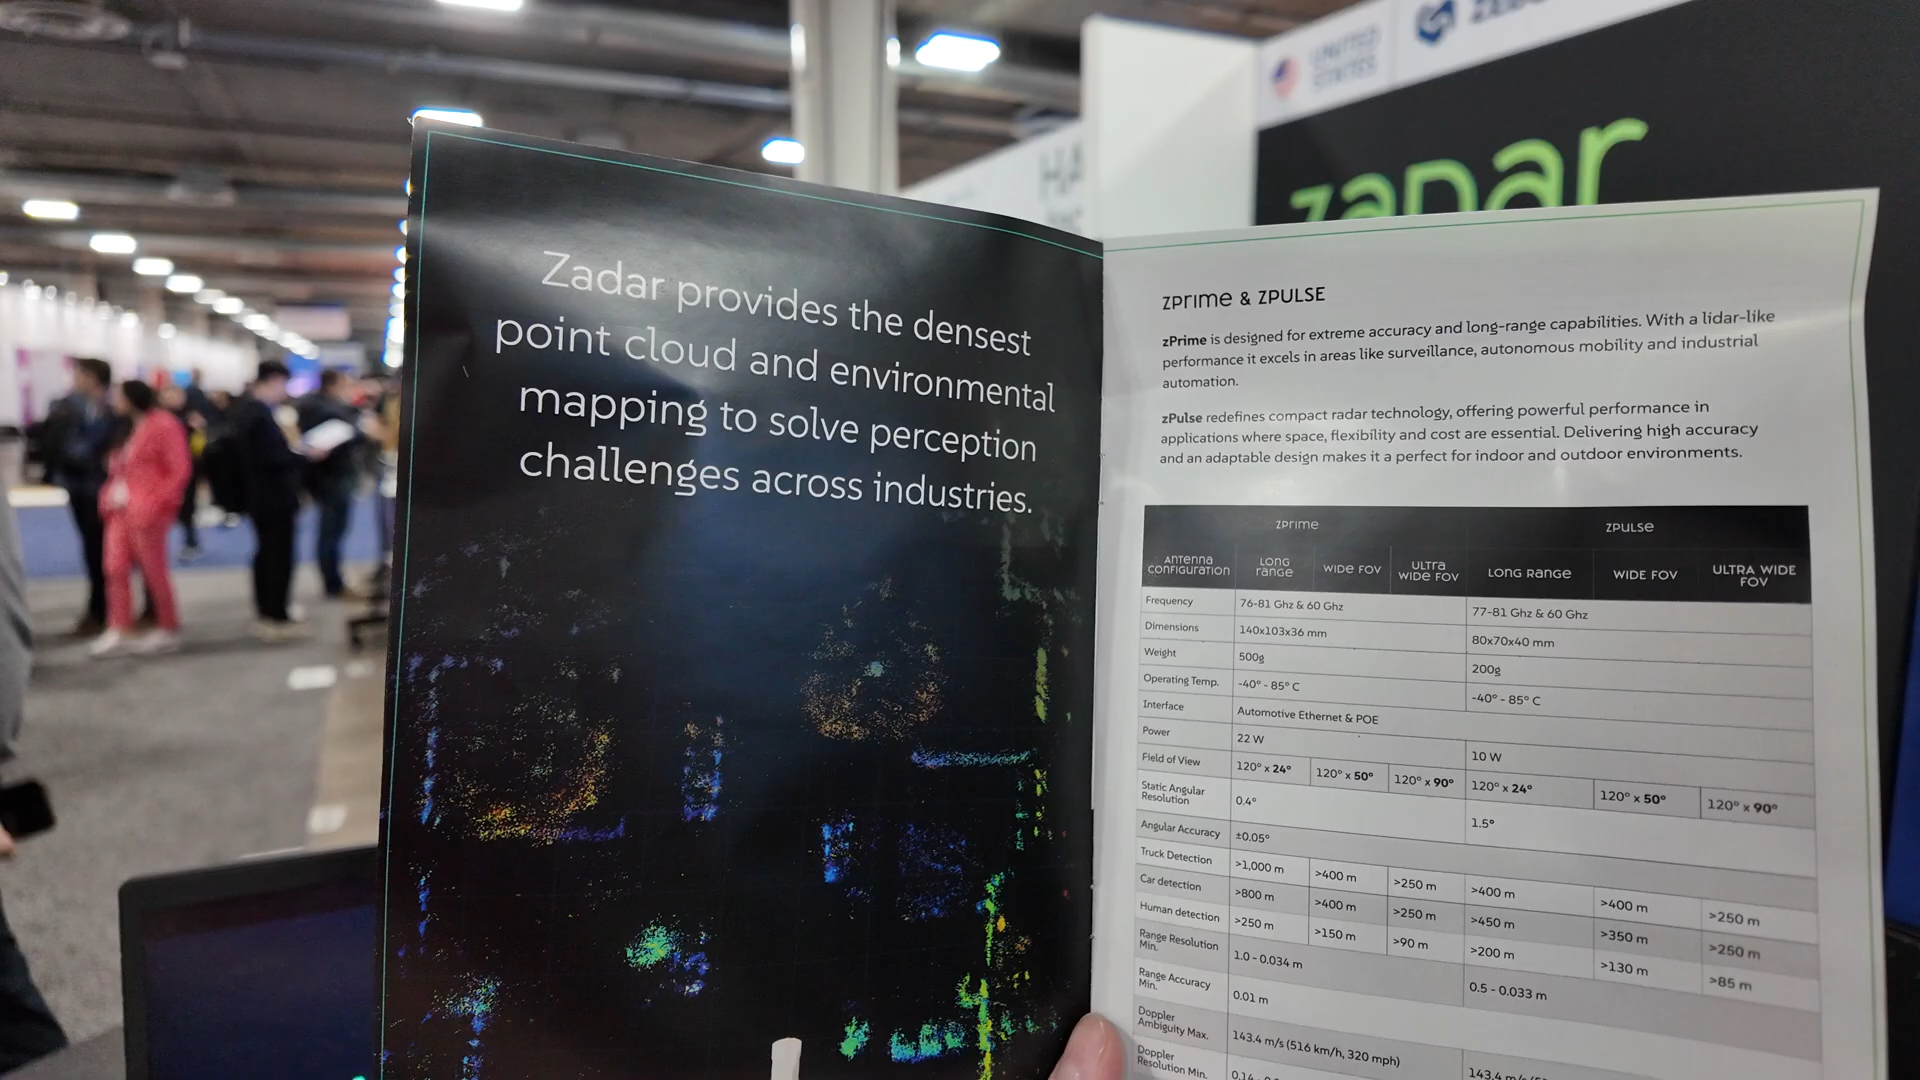 UNITED
STATES
HA
zadar
Zadar provides the densest
point cloud and environmental
mapping to solve perception
challenges across industries.
zPrime & ZPULSE
zPrime is designed for extreme accuracy and long-range capabilities. With a lidar-like
performance it excels in areas like surveillance, autonomous mobility and industrial
automation.
zPulse redefines compact radar technology, offering powerful performance in
applications where space, flexibility and cost are essential. Delivering high accuracy
and an adaptable design makes it a perfect for indoor and outdoor environments.
zPrime zPULSE
Antenna Configuration Long Range WIDE FOV ULTRA WIDE FOV LONG RANGE WIDE FOV ULTRA WIDE FOV
Frequency 76-81 Ghz & 60 Ghz 77-81 Ghz & 60 Ghz
Dimensions 140x103x36 mm 80x70x40 mm
Weight 500g 200g
Operating Temp. -40° - 85° C -40° - 85° C
Interface Automotive Ethernet & POE
Power 22 W 10 W
Field of View 120° x 24° 120° x 50° 120° x 90° 120° x 24° 120° x 50° 120° x 90°
Static Angular Resolution 0.4° 1.5°
Angular Accuracy ±0.05°
Truck Detection >1,000 m >400 m >250 m >400 m >400 m >250 m
Car detection >800 m >400 m >250 m >450 m >350 m >250 m
Human detection >250 m >150 m >90 m >200 m >130 m >85 m
Range Resolution Min. 1.0 - 0.034 m 0.5 - 0.033 m
Range Accuracy Min. 0.01 m
Doppler Ambiguity Max. 143.4 m/s (516 km/h, 320 mph) 143.4 m/s
Doppler Resolution Min.